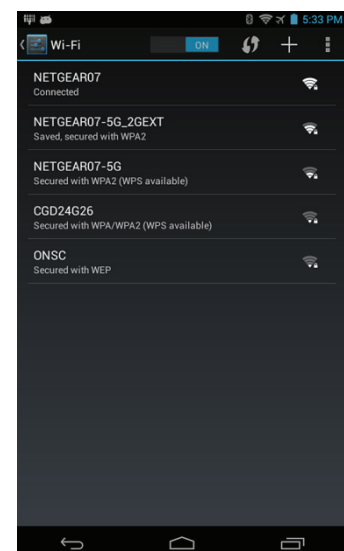 5:33 PM
Wi-Fi
ON
NETGEAR07
Connected
NETGEAR07-5G_2GEXT
Saved, secured with WPA2
NETGEAR07-5G
Secured with WPA2 (WPS available)
CGD24G26
Secured with WPA/WPA2 (WPS available)
ONSC
Secured with WEP